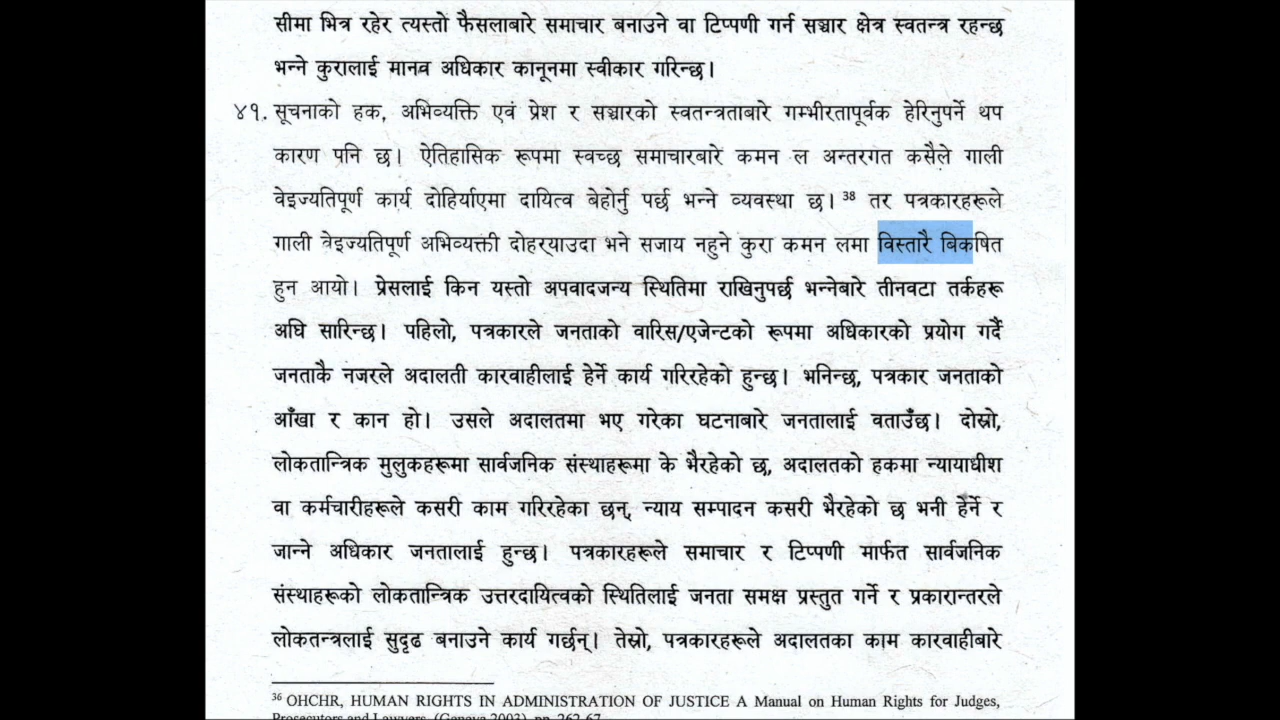 सीमा भित्र रहेर त्यस्तो फैसलाबारे समाचार बनाउने वा टिप्पणी गर्न सञ्चार क्षेत्र स्वतन्त्र रहन्छ
भन्ने कुरालाई मानव अधिकार कानूनमा स्वीकार गरिन्छ।
४१. सूचनाको हक, अभिव्यक्ति एवं प्रेश र सञ्चारको स्वतन्त्रताबारे गम्भीरतापूर्वक हेरिनुपर्ने थप
कारण पनि छ। ऐतिहासिक रूपमा स्वच्छ समाचारबारे कमन ल अन्तरगत कसैले गाली
वेइज्यतिपूर्ण कार्य दोहिर्याएमा दायित्व बेहोर्नु पर्छ भन्ने व्यवस्था छ। ³⁸ तर पत्रकारहरूले
गाली वेइज्यतिपूर्ण अभिव्यक्ती दोहर्‍याउदा भने सजाय नहुने कुरा कमन लमा विस्तारै बिकषित
हुन आयो। प्रेसलाई किन यस्तो अपवादजन्य स्थितिमा राखिनुपर्छ भन्नेबारे तीनवटा तर्कहरू
अघि सारिन्छ। पहिलो, पत्रकारले जनताको वारिस/एजेन्टको रूपमा अधिकारको प्रयोग गर्दै
जनताकै नजरले अदालती कारवाहीलाई हेर्ने कार्य गरिरहेको हुन्छ। भनिन्छ, पत्रकार जनताको
आँखा र कान हो। उसले अदालतमा भए गरेका घटनाबारे जनतालाई वताउँछ। दोस्रो,
लोकतान्त्रिक मुलुकहरूमा सार्वजनिक संस्थाहरूमा के भैरहेको छ, अदालतको हकमा न्यायाधीश
वा कर्मचारीहरूले कसरी काम गरिरहेका छन्, न्याय सम्पादन कसरी भैरहेको छ भनी हेर्ने र
जान्ने अधिकार जनतालाई हुन्छ। पत्रकारहरूले समाचार र टिप्पणी मार्फत सार्वजनिक
संस्थाहरूको लोकतान्त्रिक उत्तरदायित्वको स्थितिलाई जनता समक्ष प्रस्तुत गर्ने र प्रकारान्तरले
लोकतन्त्रलाई सुदृढ बनाउने कार्य गर्छन्। तेस्रो, पत्रकारहरूले अदालतका काम कारवाहीबारे
³⁶ OHCHR, HUMAN RIGHTS IN ADMINISTRATION OF JUSTICE A Manual on Human Rights for Judges,
Prosecutors and Lawyers, (Geneva 2003), pp. 262-67.